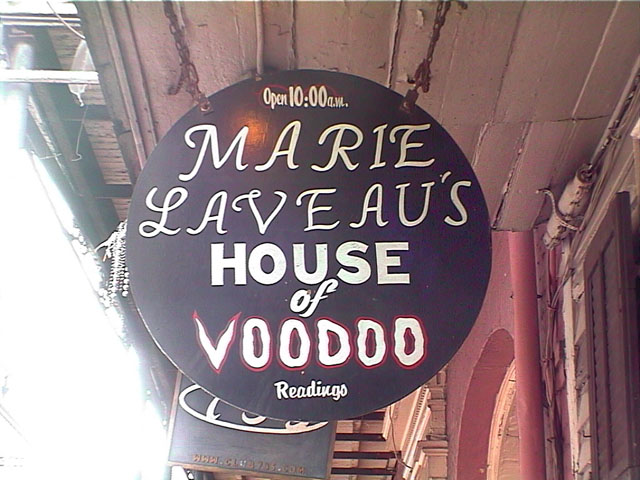 Open 10:00 a.m.
MARIE
LAVEAU'S
HOUSE
of
VOODOO
Readings